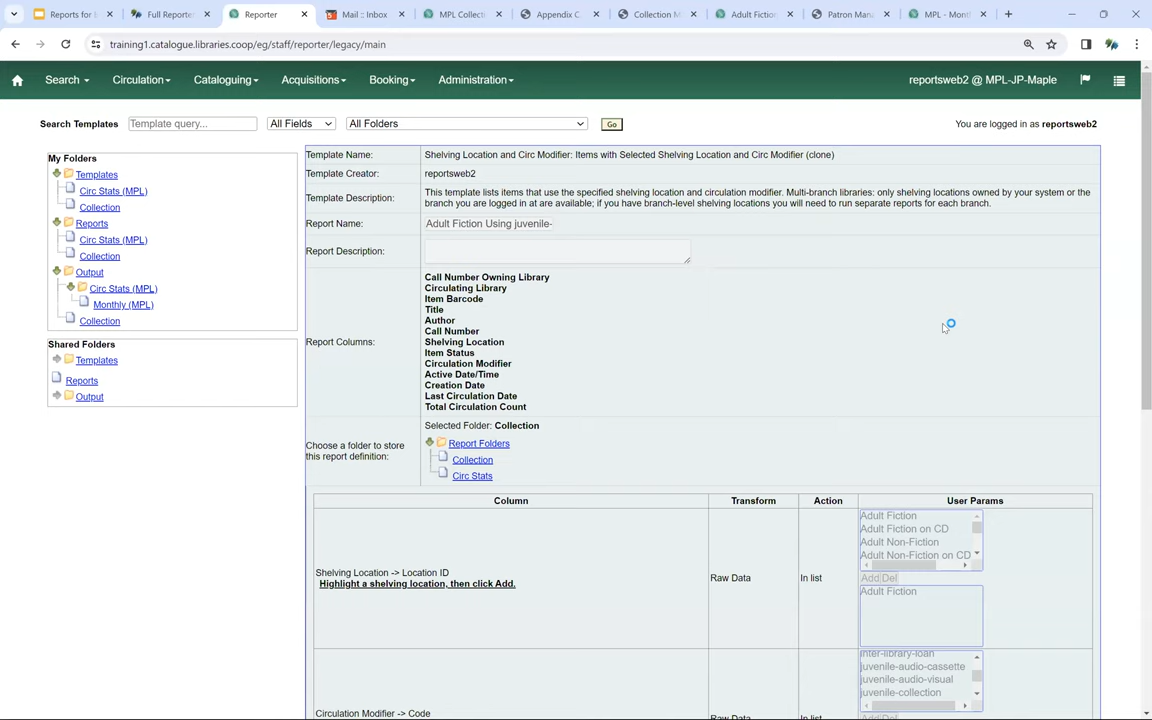 Reports for M
Full Reporter
Reporter
Mail :: Inbox
MPL Collecti
Appendix C.
Collection M
Adult Fiction
Patron Man
MPL - Mont
training1.catalogue.libraries.coop/eg/staff/reporter/legacy/main
Search
Circulation
Cataloguing
Acquisitions
Booking
Administration
reportsweb2 @ MPL-JP-Maple
Search Templates
Template query...
All Fields
All Folders
Go
You are logged in as reportsweb2
My Folders
Templates
Circ Stats (MPL)
Collection
Reports
Circ Stats (MPL)
Collection
Output
Circ Stats (MPL)
Monthly (MPL)
Collection
Shared Folders
Templates
Reports
Output
Template Name: Shelving Location and Circ Modifier: Items with Selected Shelving Location and Circ Modifier (clone)
Template Creator: reportsweb2
Template Description: This template lists items that use the specified shelving location and circulation modifier. Multi-branch libraries: only shelving locations owned by your system or the
branch you are logged in at are available; if you have branch-level shelving locations you will need to run separate reports for each branch.
Report Name: Adult Fiction Using juvenile-
Report Description:
Report Columns:
Call Number Owning Library
Circulating Library
Item Barcode
Title
Author
Call Number
Shelving Location
Item Status
Circulation Modifier
Active Date/Time
Creation Date
Last Circulation Date
Total Circulation Count
Choose a folder to store
this report definition:
Selected Folder: Collection
Report Folders
Collection
Circ Stats
Column Transform Action User Params
Shelving Location -> Location ID
Highlight a shelving location, then click Add.
Raw Data
In list
Adult Fiction
Adult Fiction on CD
Adult Non-Fiction
Adult Non-Fiction on CD
Add Del
Adult Fiction
Circulation Modifier -> Code
Raw Data
In list
inter-library-loan
juvenile-audio-cassette
juvenile-audio-visual
juvenile-collection
Add Del